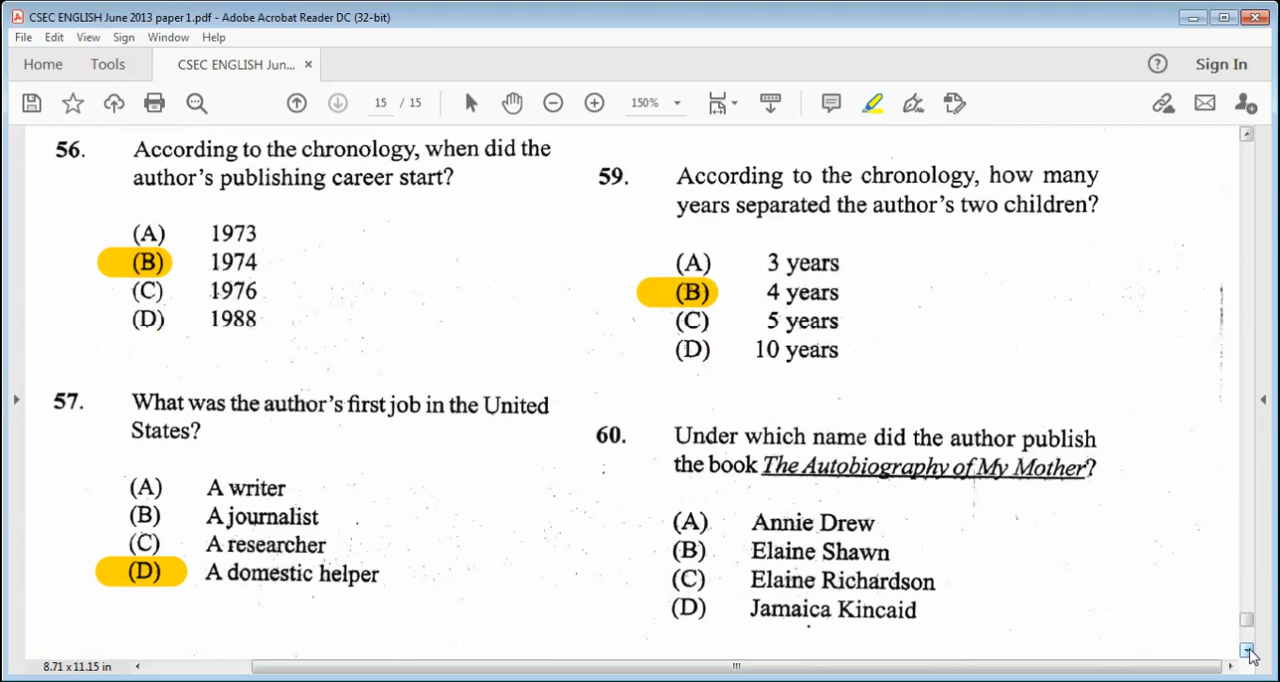 CSEC ENGLISH June 2013 paper 1.pdf - Adobe Acrobat Reader DC (32-bit)
File Edit View Sign Window Help
Home Tools CSEC ENGLISH Jun... × Sign In
15 / 15 150%
56. According to the chronology, when did the
author's publishing career start?
(A) 1973
(B) 1974
(C) 1976
(D) 1988
57. What was the author's first job in the United
States?
(A) A writer
(B) A journalist
(C) A researcher
(D) A domestic helper
59. According to the chronology, how many
years separated the author's two children?
(A) 3 years
(B) 4 years
(C) 5 years
(D) 10 years
60. Under which name did the author publish
the book The Autobiography of My Mother?
(A) Annie Drew
(B) Elaine Shawn
(C) Elaine Richardson
(D) Jamaica Kincaid
8.71 x 11.15 in